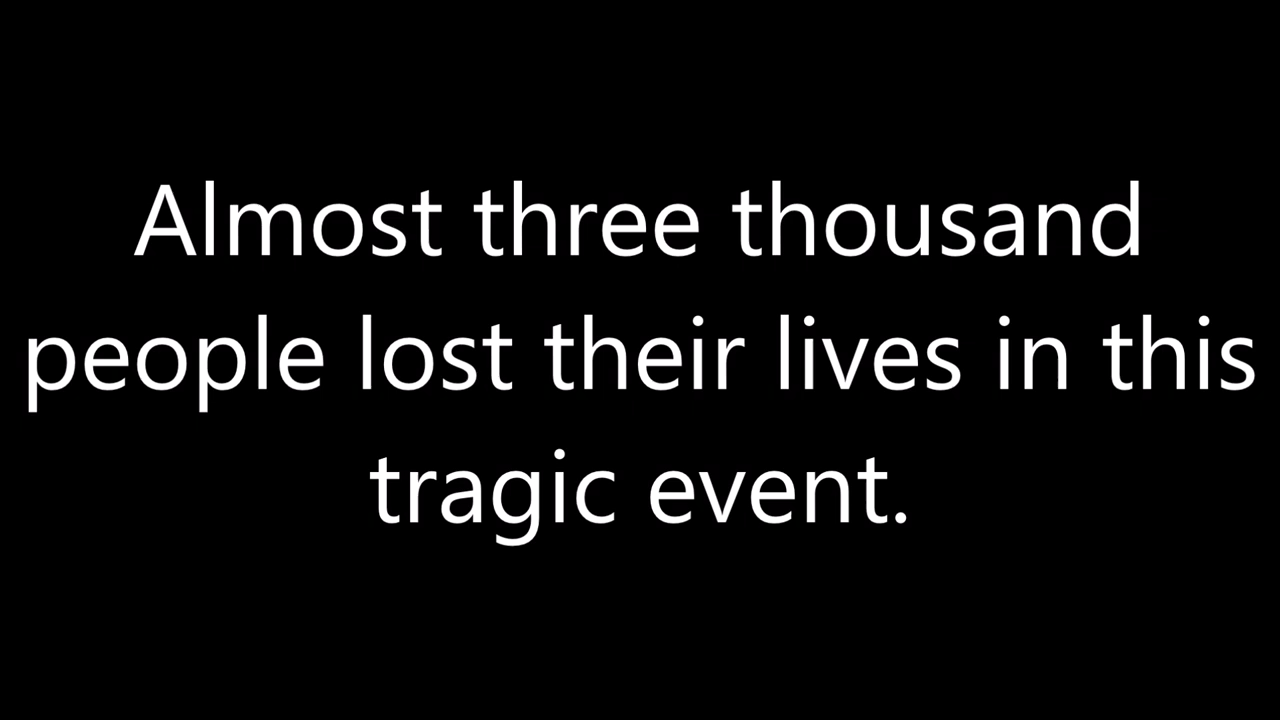 Almost three thousand
people lost their lives in this
tragic event.